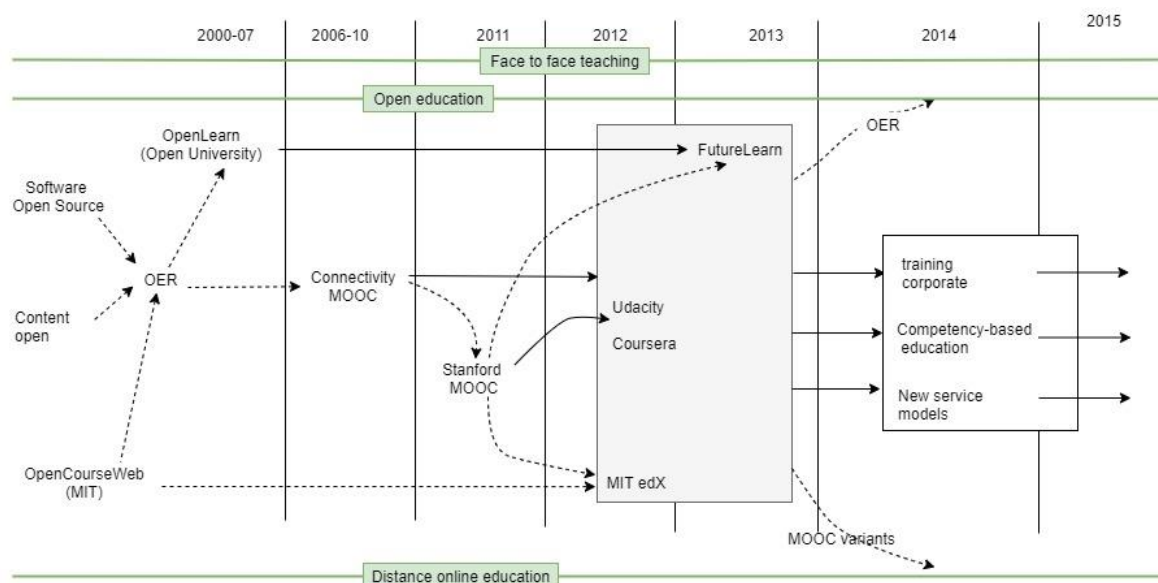 2000-07
2006-10
2011
2012
2013
2014
2015
Face to face teaching
Open education
OpenLearn
(Open University)
FutureLearn
OER
Software
Open Source
OER
Connectivity
MOOC
training
corporate
Content
open
Udacity
Coursera
Competency-based
education
Stanford
MOOC
New service
models
OpenCourseWeb
(MIT)
MIT edX
MOOC variants
Distance online education